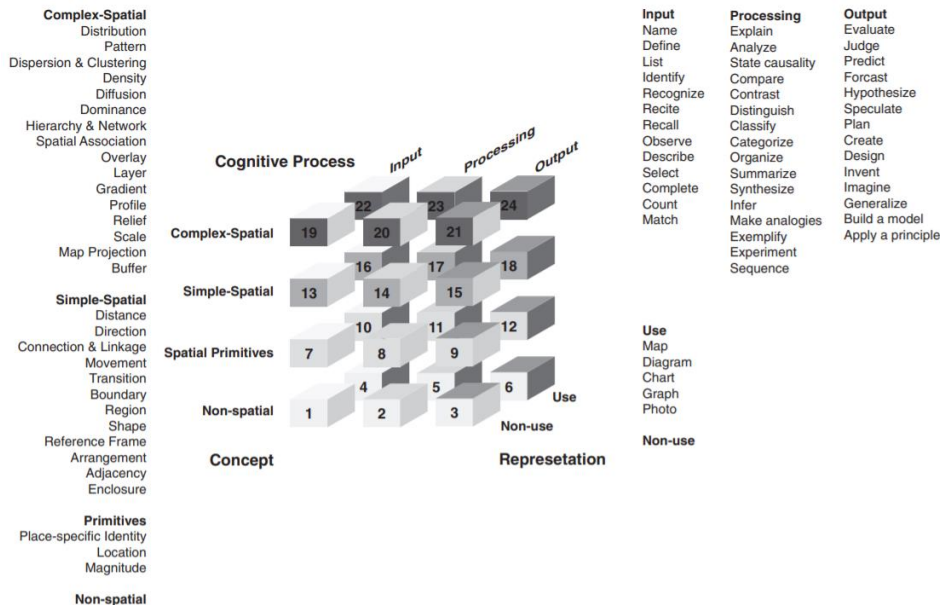 Complex-Spatial
Distribution
Pattern
Dispersion & Clustering
Density
Diffusion
Dominance
Hierarchy & Network
Spatial Association
Overlay
Layer
Gradient
Profile
Relief
Scale
Map Projection
Buffer
Simple-Spatial
Distance
Direction
Connection & Linkage
Movement
Transition
Boundary
Region
Shape
Reference Frame
Arrangement
Adjacency
Enclosure
Primitives
Place-specific Identity
Location
Magnitude
Non-spatial
Cognitive Process
Input
Processing
Output
22 23 24
Complex-Spatial 19 20 21
16 17 18
Simple-Spatial 13 14 15
10 11 12
Spatial Primitives 7 8 9
4 5 6
Use
Non-spatial 1 2 3
Non-use
Concept
Represetation
Input
Name
Define
List
Identify
Recognize
Recite
Recall
Observe
Describe
Select
Complete
Count
Match
Processing
Explain
Analyze
State causality
Compare
Contrast
Distinguish
Classify
Categorize
Organize
Summarize
Synthesize
Infer
Make analogies
Exemplify
Experiment
Sequence
Output
Evaluate
Judge
Predict
Forcast
Hypothesize
Speculate
Plan
Create
Design
Invent
Imagine
Generalize
Build a model
Apply a principle
Use
Map
Diagram
Chart
Graph
Photo
Non-use